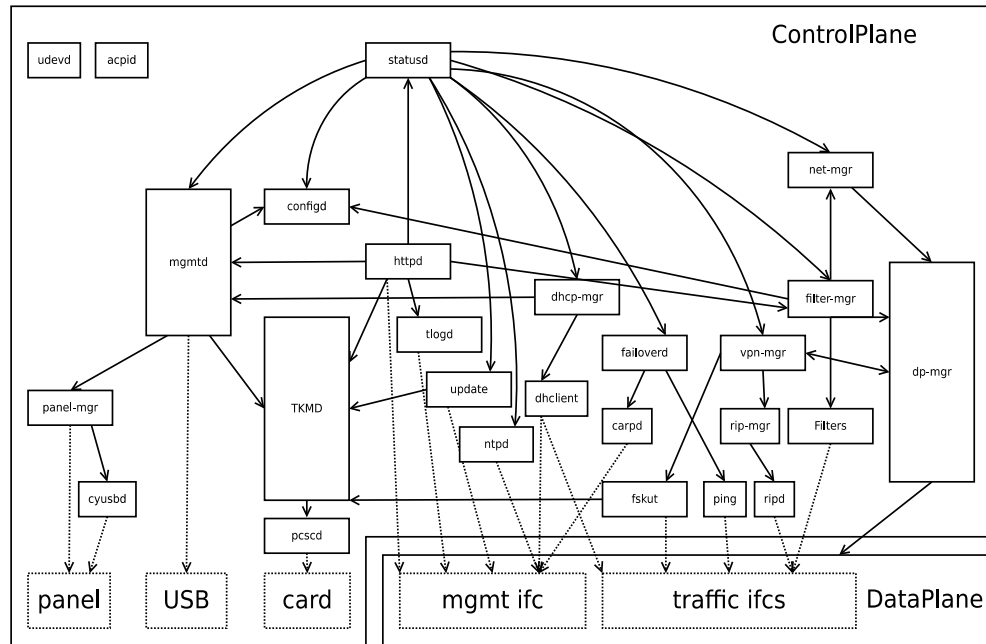 ControlPlane
udevd
acpid
statusd
net-mgr
configd
mgmtd
httpd
dhcp-mgr
filter-mgr
tlogd
failoverd
vpn-mgr
dp-mgr
panel-mgr
TKMD
update
dhclient
carpd
rip-mgr
Filters
ntpd
cyusbd
fskut
ping
ripd
pcscd
panel
USB
card
mgmt ifc
traffic ifcs
DataPlane